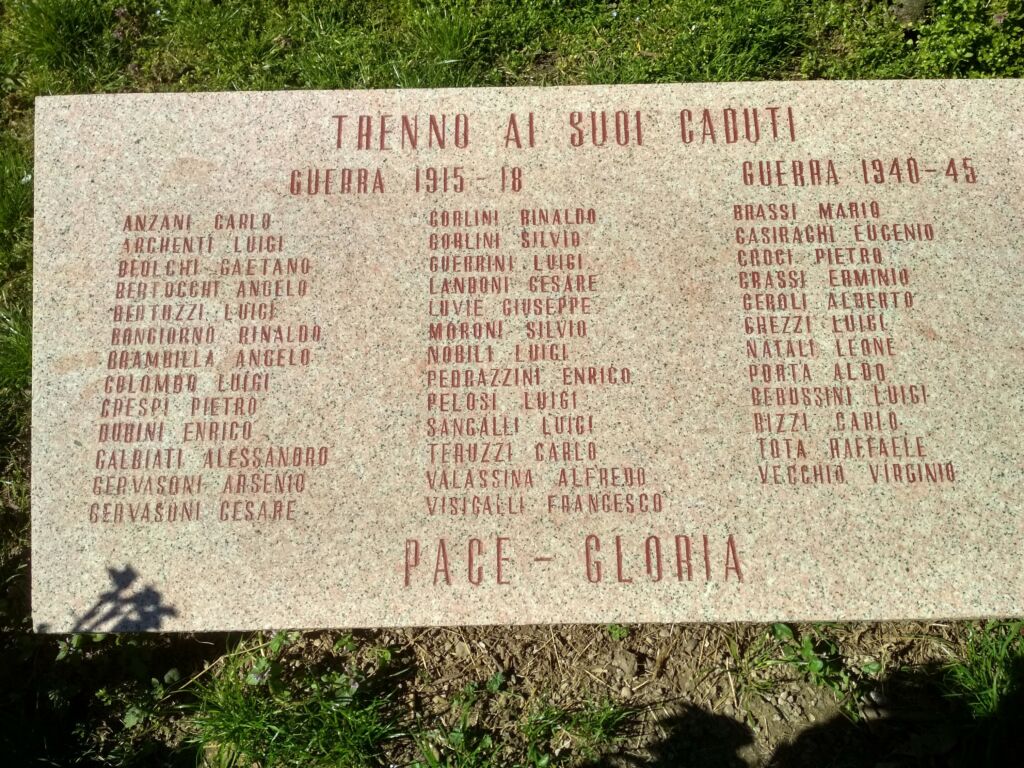 TRENNO AI SUOI CADUTI
GUERRA 1915-18
ANZANI CARLO
ARCHENTI LUIGI
BEOLCHI GAETANO
BERTOCCHI ANGELO
BERTUZZI LUIGI
BONGIORNO RINALDO
BRAMBILLA ANGELO
COLOMBO LUIGI
CRESPI PIETRO
DUBINI ENRICO
GALBIATI ALESSANDRO
GERVASONI ARSENIO
GERVASONI CESARE
GORLINI RINALDO
GORLINI SILVIO
GUERRINI LUIGI
LANDONI CESARE
LOVIE GIUSEPPE
MORONI SILVIO
NOBILI LUIGI
PEDRAZZINI ENRICO
PELOSI LUIGI
SANGALLI LUIGI
TERUZZI CARLO
VALASSINA ALFREDO
VISIGALLI FRANCESCO
GUERRA 1940-45
BRASSI MARIO
CASIRAGHI EUGENIO
CROCI PIETRO
GRASSI ERMINIO
GEROLI ALBERTO
GHEZZI LUIGI
NATALI LEONE
PORTA ALDO
LUIGI
RIZZI CARLO
TOTA RAFFAELE
VECCHIO VIRGINIO
PACE - GLORIA